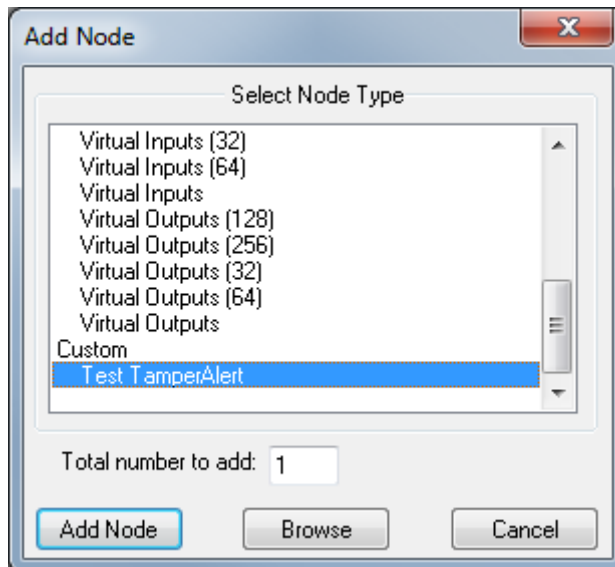 Add Node
Select Node Type
Virtual Inputs (32)
Virtual Inputs (64)
Virtual Inputs
Virtual Outputs (128)
Virtual Outputs (256)
Virtual Outputs (32)
Virtual Outputs (64)
Virtual Outputs
Custom
Test TamperAlert
Total number to add: 1
Add Node Browse Cancel